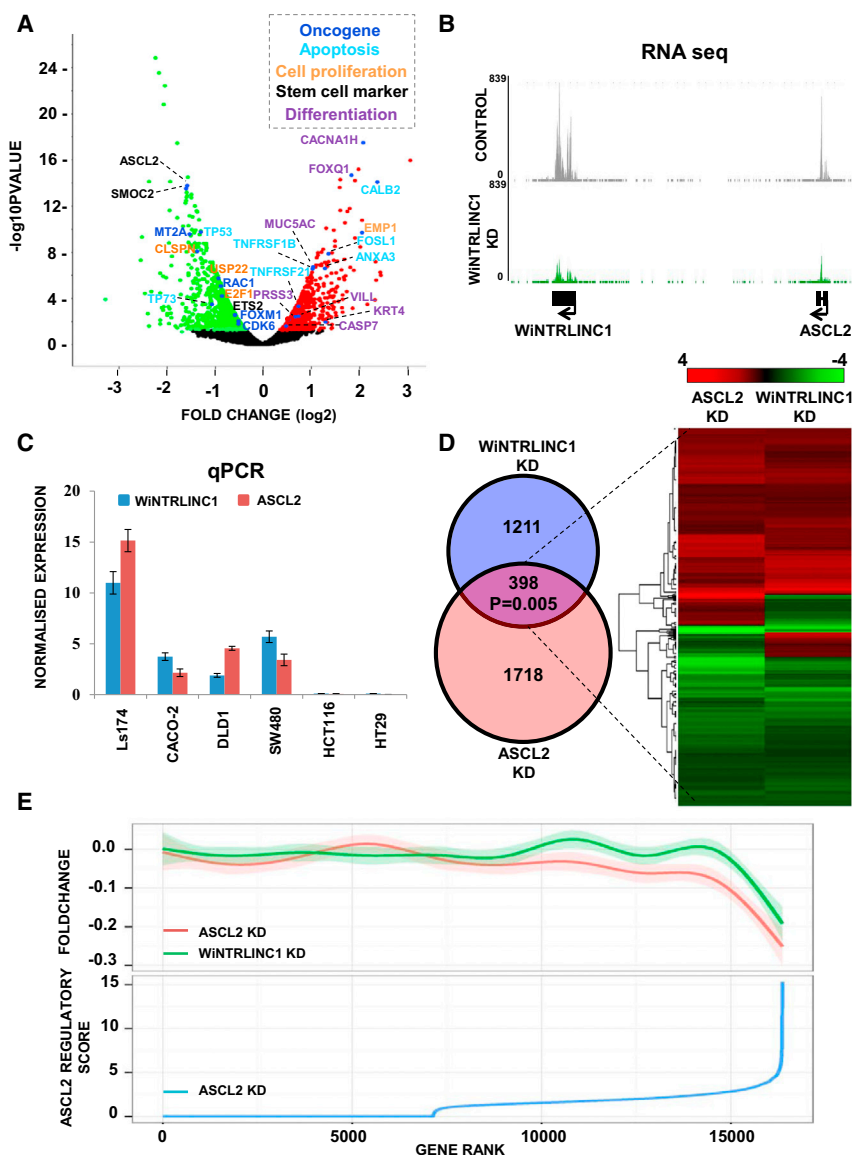 A
Oncogene
Apoptosis
Cell proliferation
Stem cell marker
Differentiation
24
20
16
12
8
4
0
-log10PVALUE
CACNA1H
FOXQ1
CALB2
ASCL2
SMOC2
MT2A
TP53
CLSPN
MUC5AC
EMP1
TNFRSF1B
FOSL1
ANXA3
USP22
TNFRSF21
RAC1
E2F1
PRSS3
VILL
TP73
ETS2
FOXM1
KRT4
CDK6
CASP7
-3 -2 -1 0 1 2 3
FOLD CHANGE (log2)
B
RNA seq
839
CONTROL
0
839
WiNTRLINC1
KD
0
WiNTRLINC1
ASCL2
C
qPCR
WiNTRLINC1 ASCL2
20
15
10
5
0
NORMALISED EXPRESSION
Ls174 CACO-2 DLD1 SW480 HCT116 HT29
D
WiNTRLINC1
KD
1211
398
P=0.005
1718
ASCL2
KD
4 -4
ASCL2 WiNTRLINC1
KD KD
E
0.0
-0.1
-0.2
-0.3
FOLDCHANGE
ASCL2 KD
WiNTRLINC1 KD
15
10
5
0
ASCL2 REGULATORY
SCORE
ASCL2 KD
0 5000 10000 15000
GENE RANK